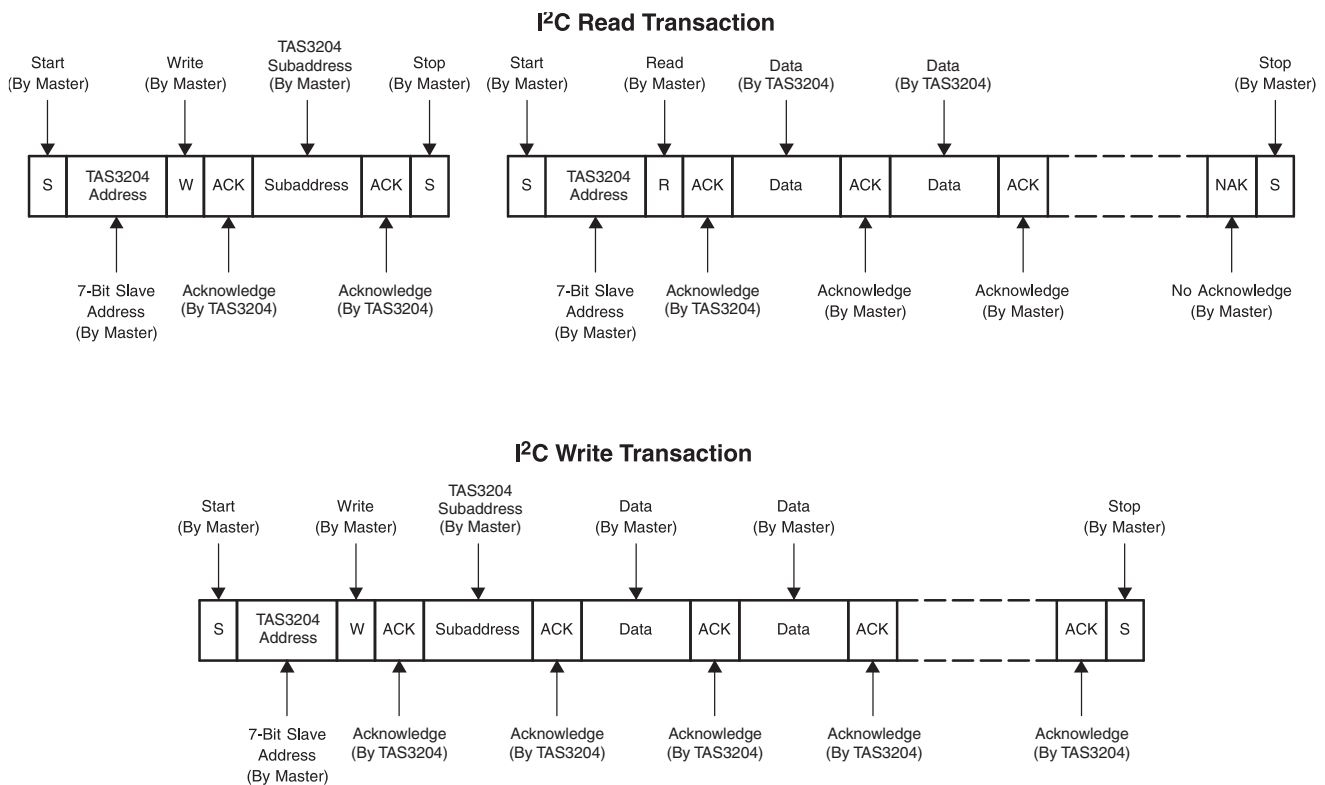 I²C Read Transaction
TAS3204
Start Write Subaddress Stop Start Read Data Data Stop
(By Master) (By Master) (By Master) (By Master) (By Master) (By Master) (By TAS3204) (By TAS3204) (By Master)
S TAS3204 Address W ACK Subaddress ACK S S TAS3204 Address R ACK Data ACK Data ACK NAK S
7-Bit Slave Acknowledge Acknowledge 7-Bit Slave Acknowledge Acknowledge Acknowledge No Acknowledge
Address (By TAS3204) (By TAS3204) Address (By TAS3204) (By Master) (By Master) (By Master)
(By Master) (By Master)
I²C Write Transaction
TAS3204
Start Write Subaddress Data Data Stop
(By Master) (By Master) (By Master) (By Master) (By Master) (By Master)
S TAS3204 Address W ACK Subaddress ACK Data ACK Data ACK ACK S
7-Bit Slave Acknowledge Acknowledge Acknowledge Acknowledge Acknowledge
Address (By TAS3204) (By TAS3204) (By TAS3204) (By TAS3204) (By TAS3204)
(By Master)